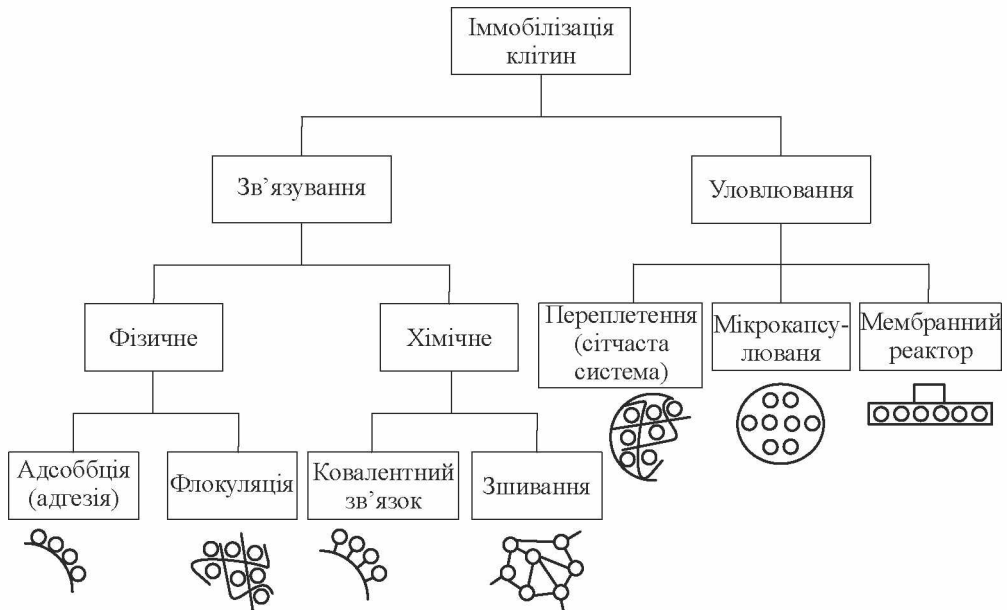 Іммобілізація
клітин
Зв’язування
Уловлювання
Фізичне
Хімічне
Переплетення
(сітчаста
система)
Мікрокапсу-
люваня
Мембранний
реактор
Адсоббція
(адгезія)
Флокуляція
Ковалентний
зв’язок
Зшивання